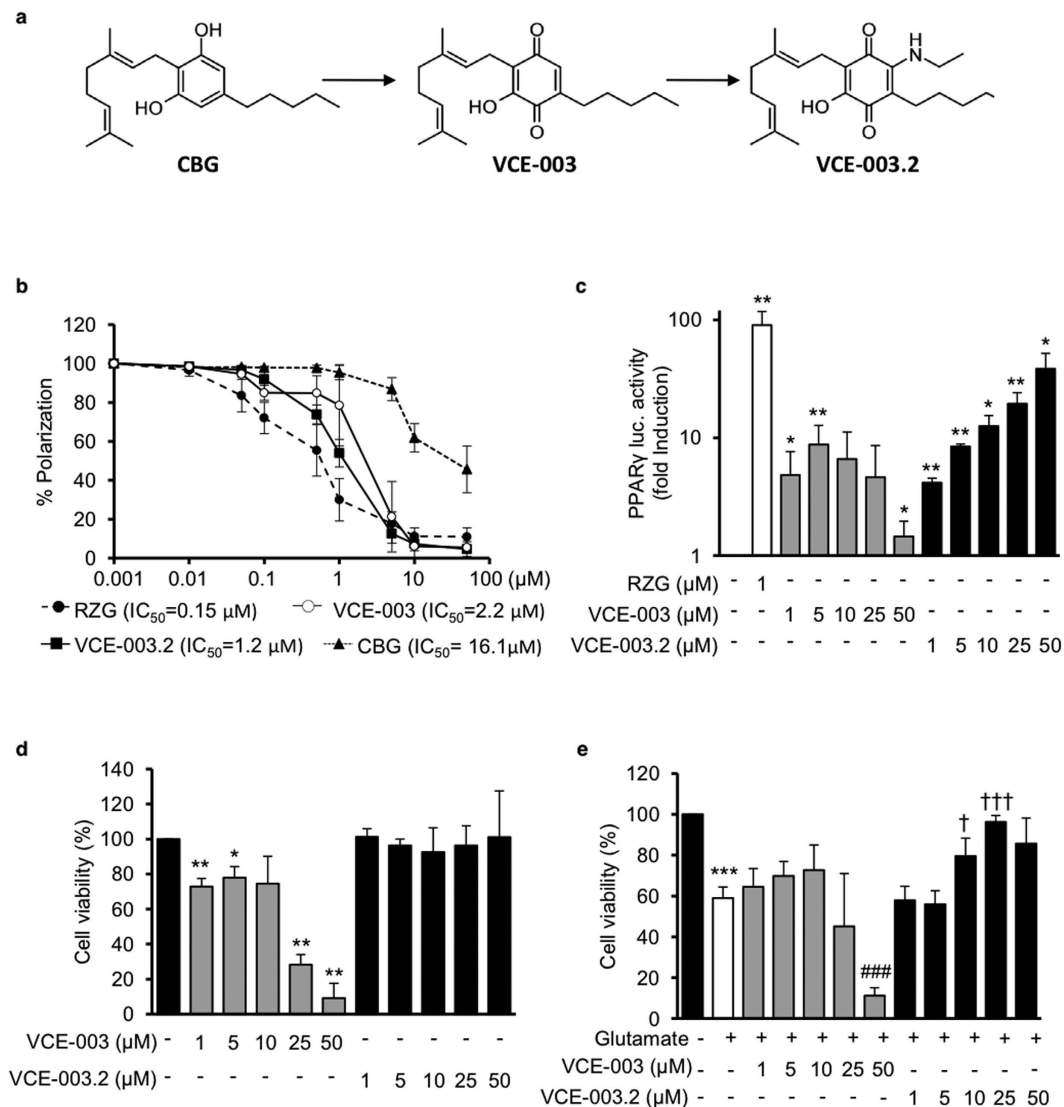 a
OH
HO
CBG
O
HO
O
VCE-003
O
H
N
HO
O
VCE-003.2
b
% Polarization
120
100
80
60
40
20
0
0.001 0.01 0.1 1 10 100 (µM)
RZG (IC50=0.15 µM) VCE-003 (IC50=2.2 µM)
VCE-003.2 (IC50=1.2 µM) CBG (IC50= 16.1µM)
c
PPARγ luc. activity
(fold Induction)
100
10
1
** * ** * ** ** * ** *
RZG (µM) - 1 - - - - - - - - - -
VCE-003 (µM) - - 1 5 10 25 50 - - - - -
VCE-003.2 (µM) - - - - - - - 1 5 10 25 50
d
Cell viability (%)
140
120
100
80
60
40
20
0
** * ** **
VCE-003 (µM) - 1 5 10 25 50 - - - - -
VCE-003.2 (µM) - - - - - - 1 5 10 25 50
e
Cell viability (%)
120
100
80
60
40
20
0
*** ### † †††
Glutamate - + + + + + + + + + + +
VCE-003 (µM) - - 1 5 10 25 50 - - - - -
VCE-003.2 (µM) - - - - - - - 1 5 10 25 50